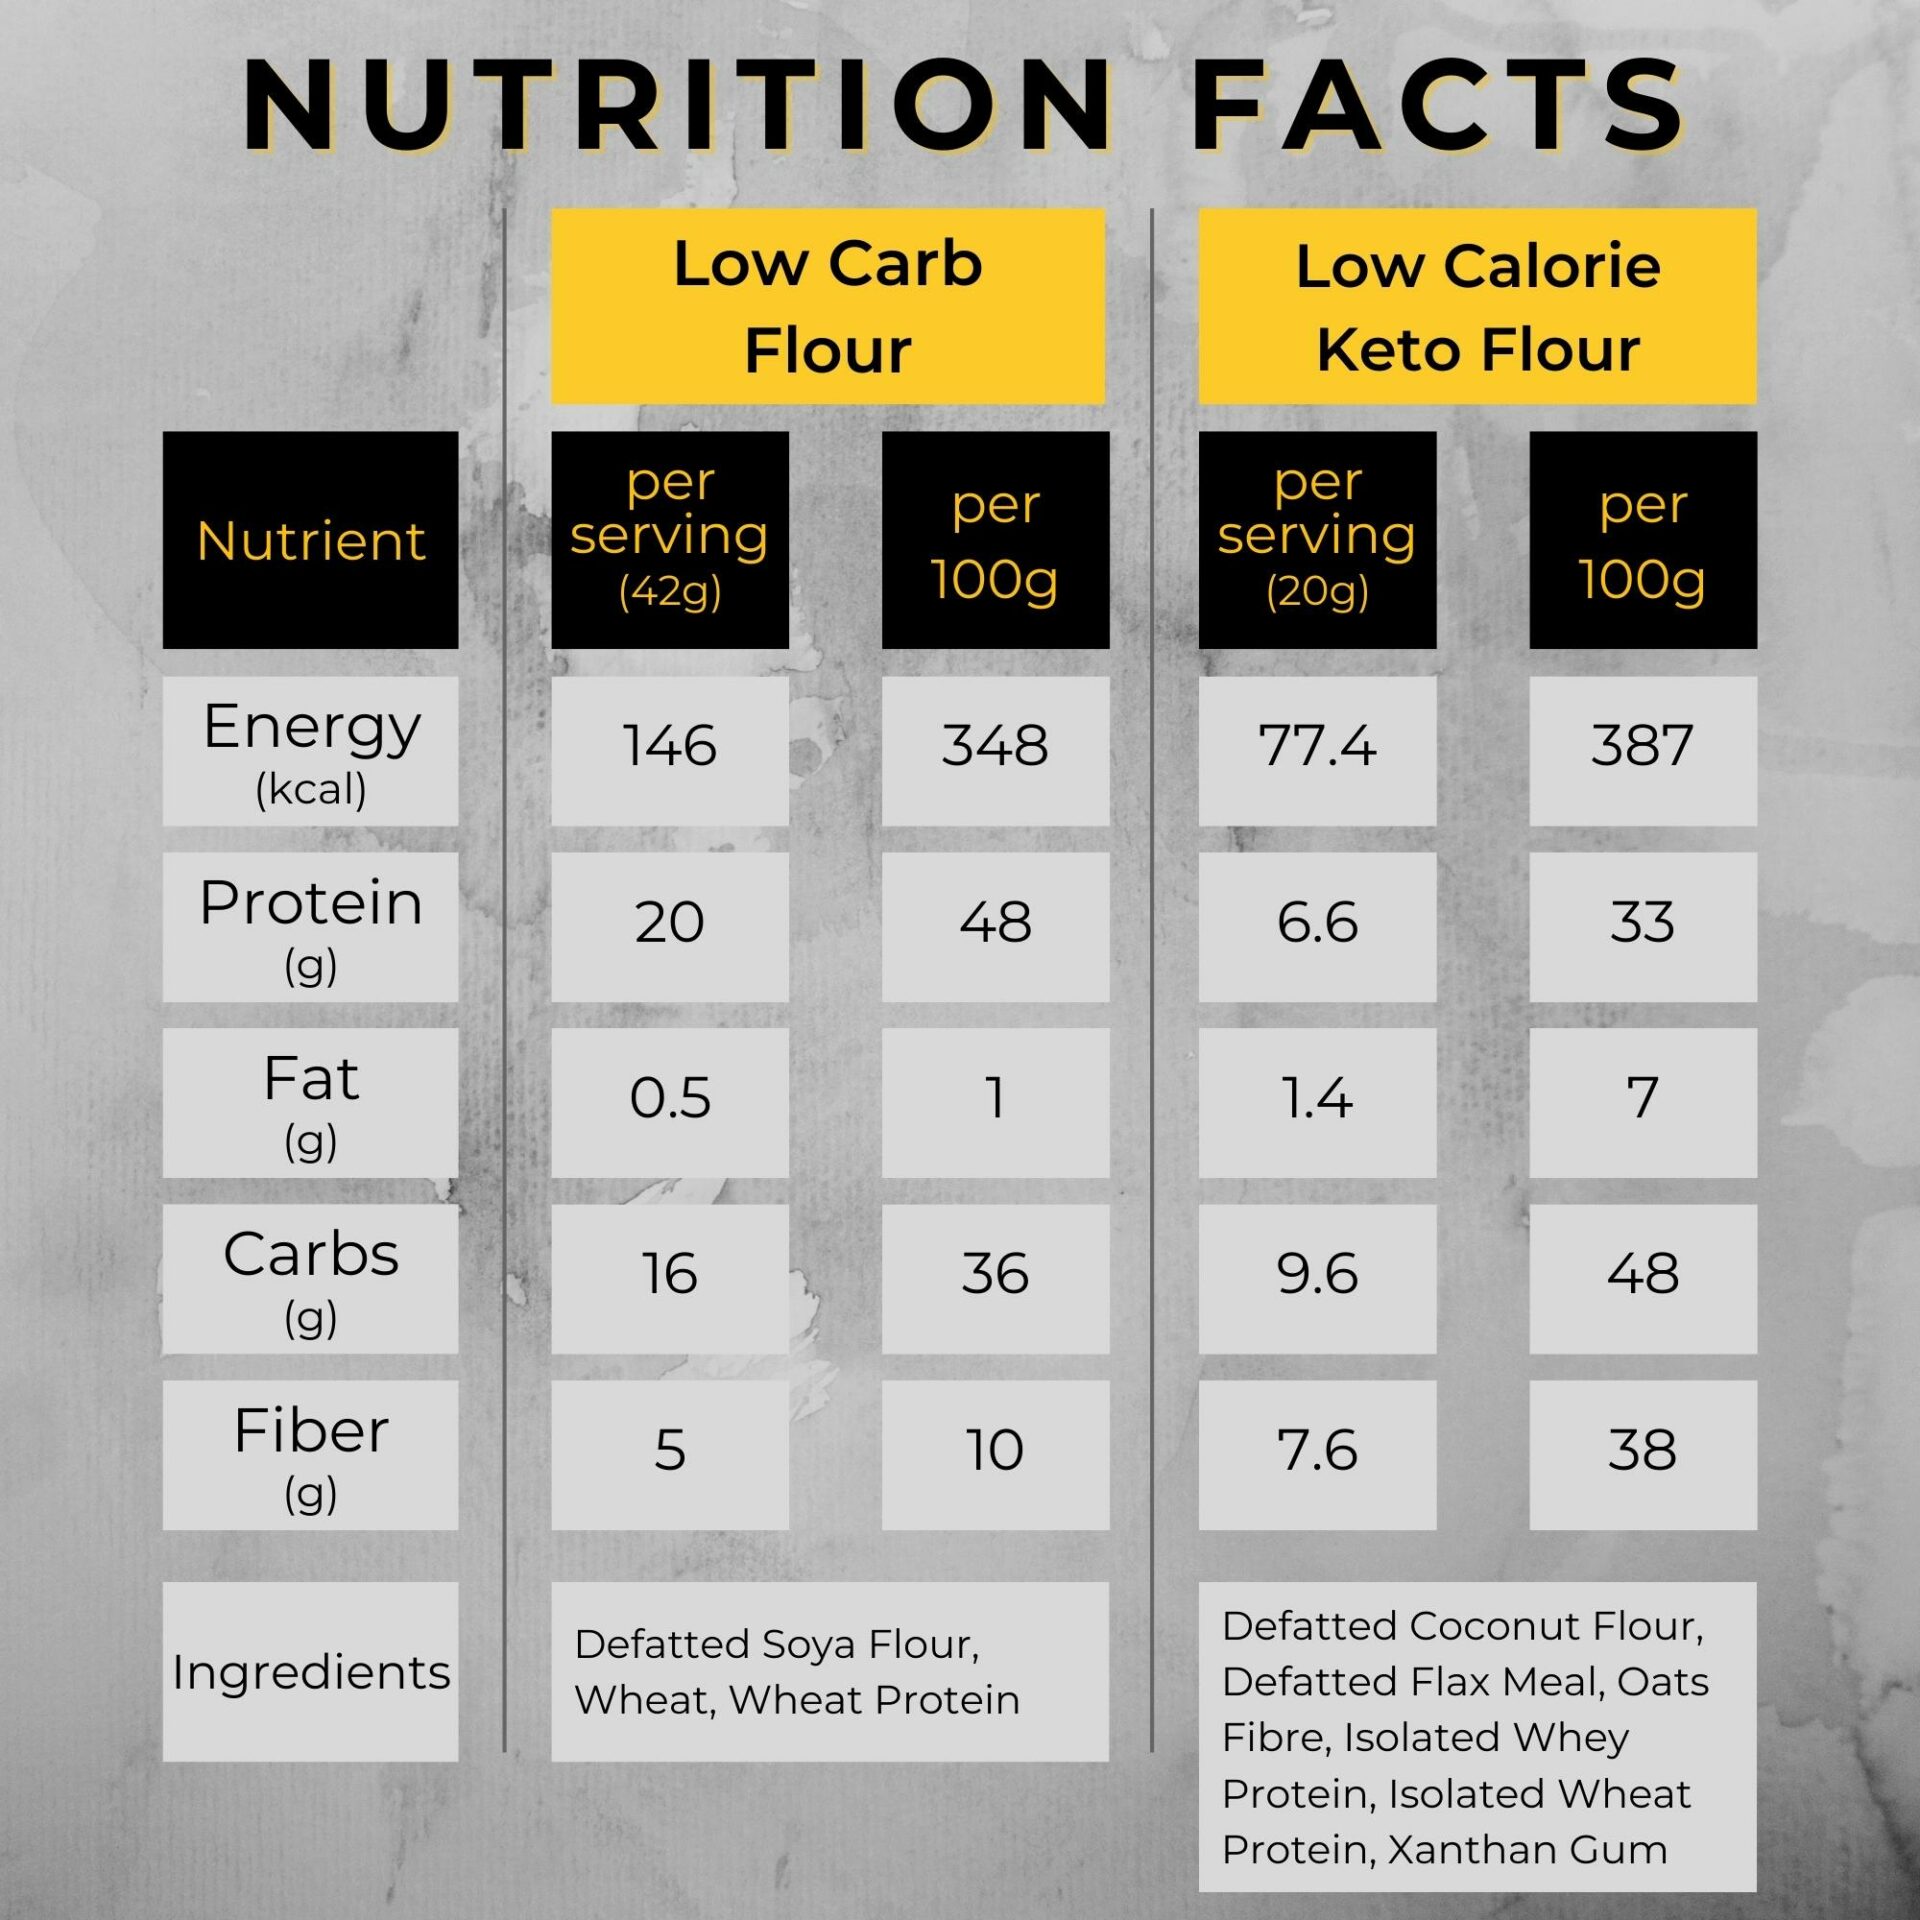 NUTRITION FACTS
Low Carb
Flour
Low Calorie
Keto Flour
Nutrient
per
serving
(42g)
per
100g
per
serving
(20g)
per
100g
Energy
(kcal)
146
348
77.4
387
Protein
(g)
20
48
6.6
33
Fat
(g)
0.5
1
1.4
7
Carbs
(g)
16
36
9.6
48
Fiber
(g)
5
10
7.6
38
Ingredients
Defatted Soya Flour,
Wheat, Wheat Protein
Defatted Coconut Flour,
Defatted Flax Meal, Oats
Fibre, Isolated Whey
Protein, Isolated Wheat
Protein, Xanthan Gum